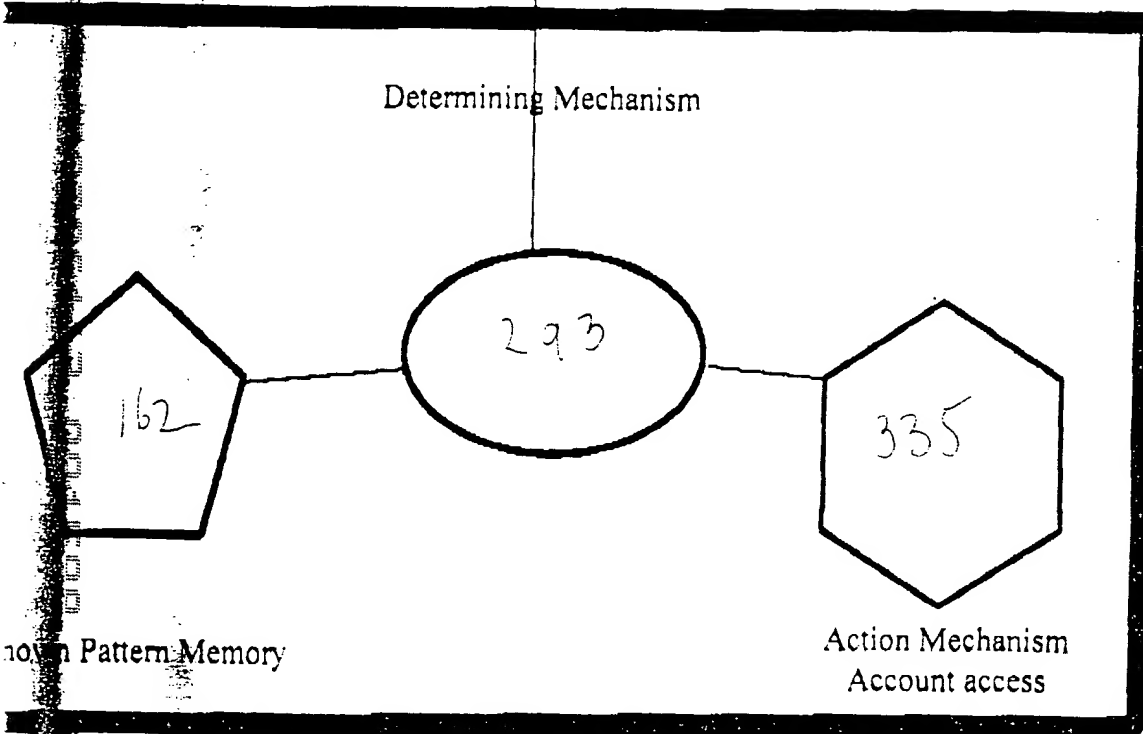 Determining Mechanism
293
162
335
Pattern Memory
Action Mechanism
Account access